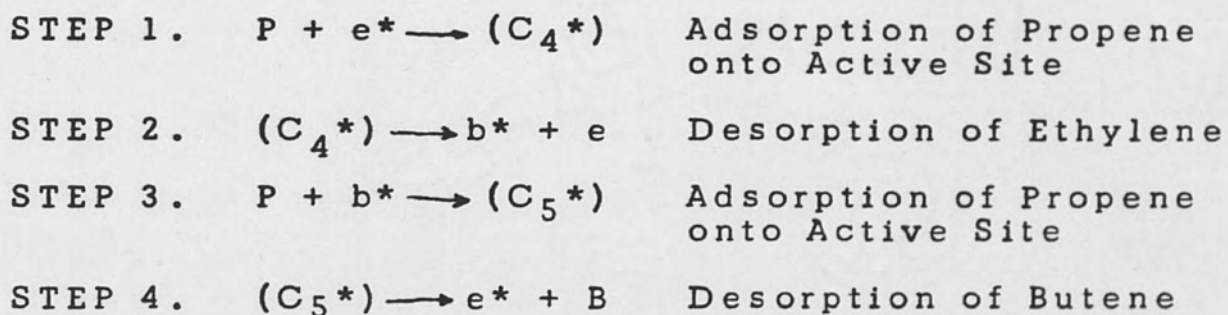 STEP 1. P + e* → (C₄*) Adsorption of Propene
onto Active Site
STEP 2. (C₄*) → b* + e Desorption of Ethylene
STEP 3. P + b* → (C₅*) Adsorption of Propene
onto Active Site
STEP 4. (C₅*) → e* + B Desorption of Butene